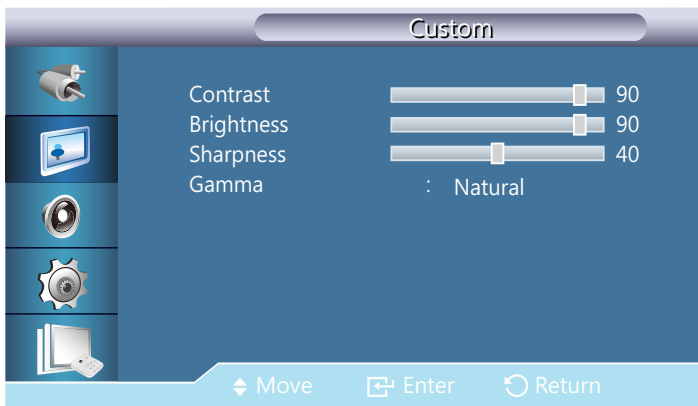 Custom
Contrast 90
Brightness 90
Sharpness 40
Gamma : Natural
Move Enter Return